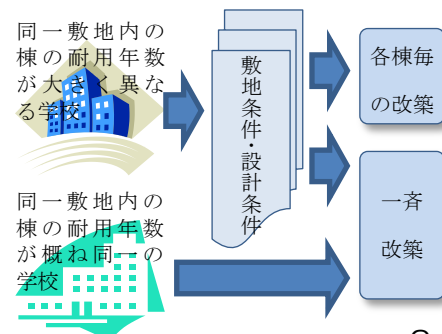 同一敷地内の
棟の耐用年数
が大きく異な
る学校
敷地条件・設計条件
各棟毎
の改築
同一敷地内の
棟の耐用年数
が概ね同一の
学校
一斉
改築